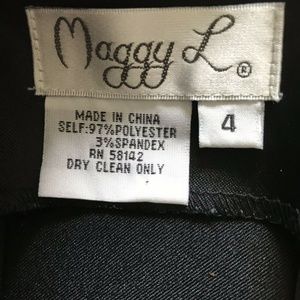 Maggy L®
4
MADE IN CHINA
SELF:97%POLYESTER
3%SPANDEX
RN 58142
DRY CLEAN ONLY